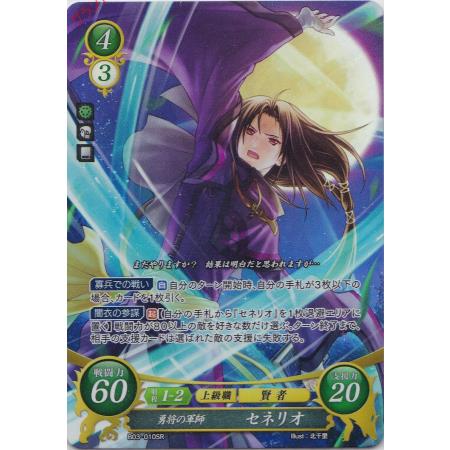 4
3
まだやりますか? 効果は明白だと思われますが…
寡兵での戦い 自 自分のターン開始時、自分の手札が3枚以下の
場合、カードを1枚引く。
闇衣の参謀 起 【自分の手札から『セネリオ』を1枚退避エリアに
置く】戦闘力が80以上の敵を好きな数だけ選ぶ。ターン終了まで、
相手の支援カードは選ばれた敵の支援に失敗する。
戦闘力
60
射程 1-2 上級職 賢者
支援力
20
勇将の軍師 セネリオ
B03-010SR
Illust:北千里